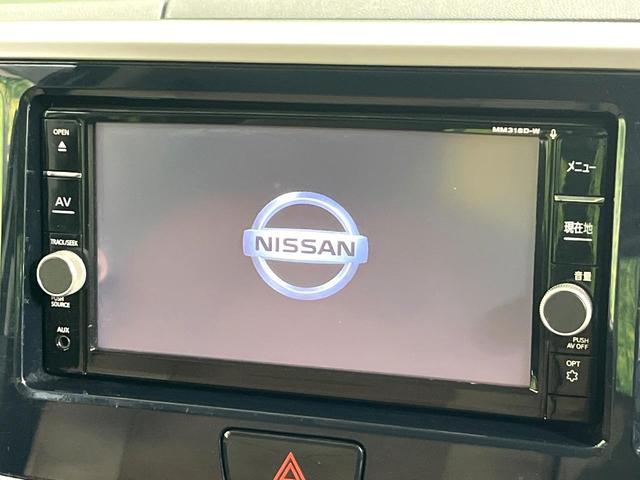 MM318D-W
OPEN
AV
TRACK/SEEK
PUSH
SOURCE
AUX
NISSAN
メニュー
現在地
音量
PUSH
AV OFF
OPT